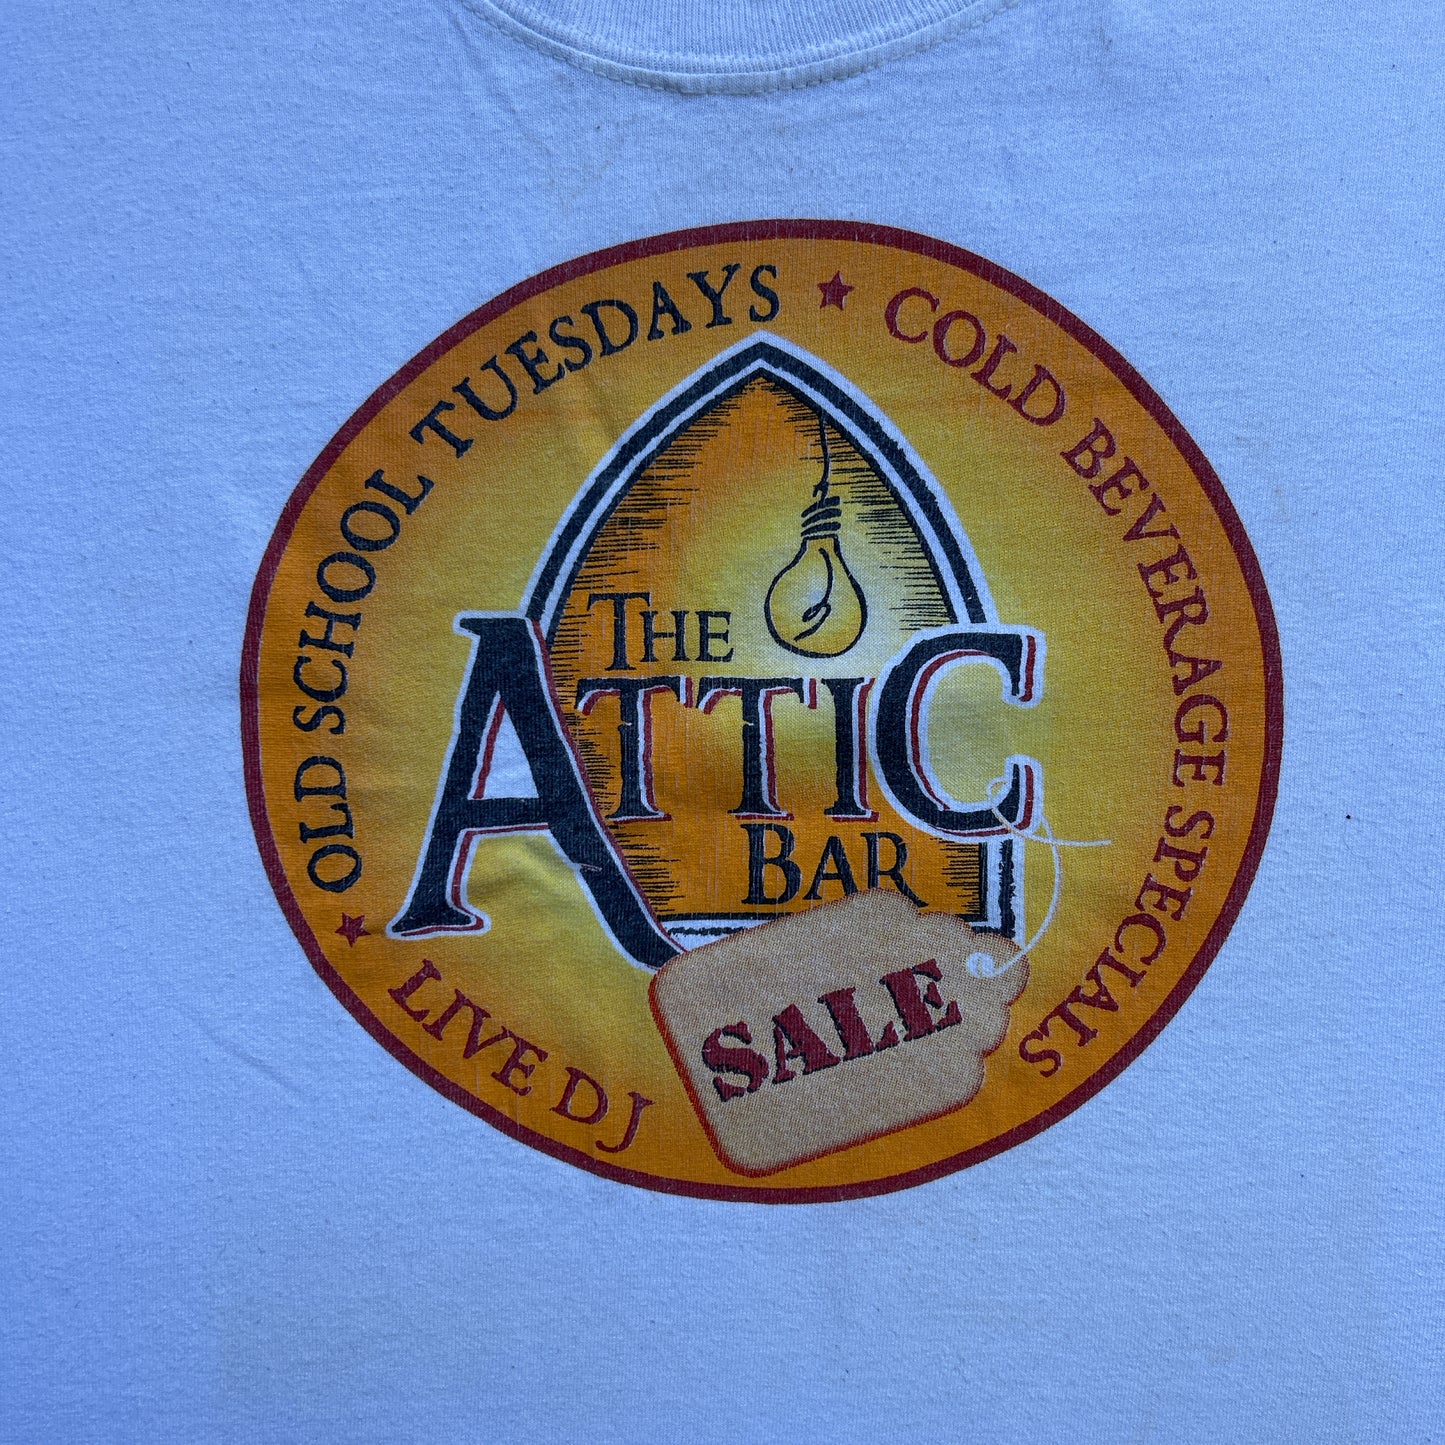 OLD SCHOOL TUESDAYS ★ COLD BEVERAGE SPECIALS
★ LIVE DJ
THE
ATTIC
BAR
SALE